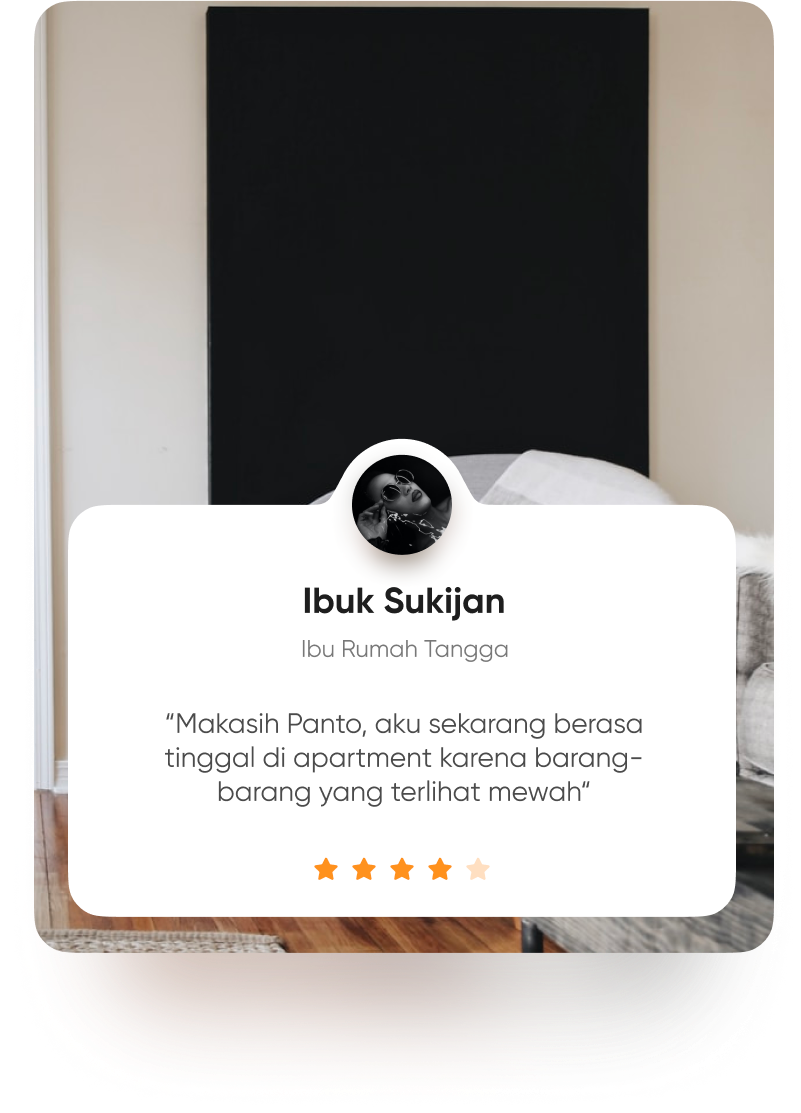 Ibuk Sukijan
Ibu Rumah Tangga
“Makasih Panto, aku sekarang berasa
tinggal di apartment karena barang-
barang yang terlihat mewah“